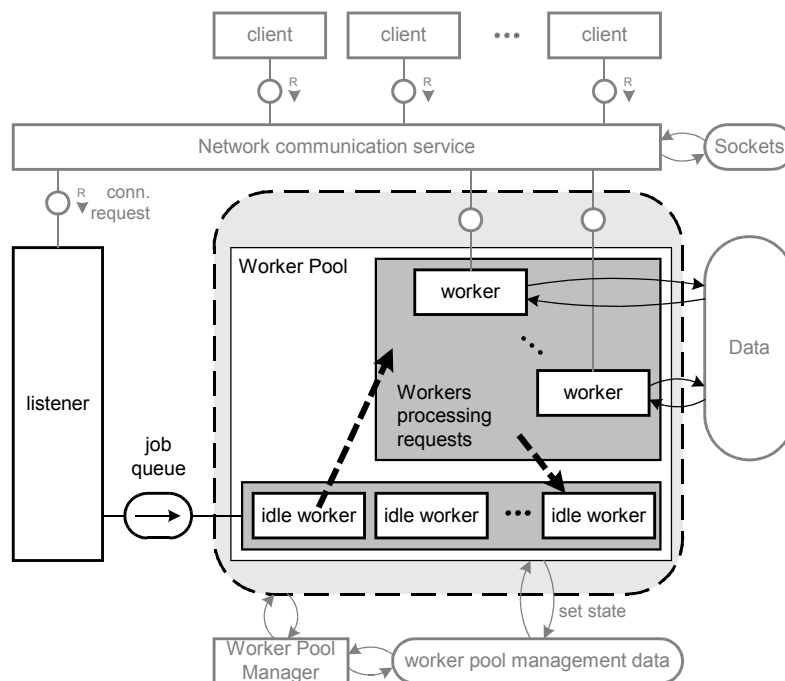 client
client
•••
client
R
R
R
Network communication service
Sockets
R
conn.
request
Worker Pool
worker
Data
worker
listener
Workers
processing
requests
job
queue
idle worker
idle worker
•••
idle worker
set state
Worker Pool
Manager
worker pool management data